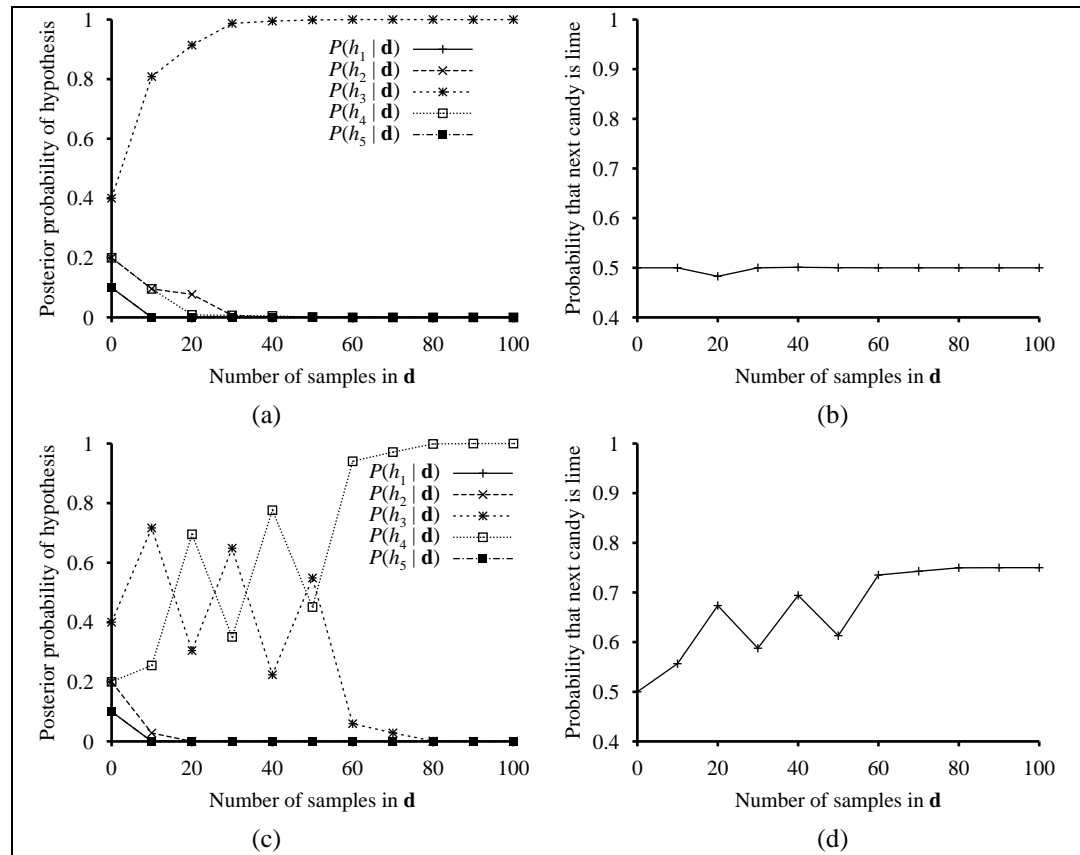 Posterior probability of hypothesis
1
0.8
0.6
0.4
0.2
0
P(h1 | d)
P(h2 | d)
P(h3 | d)
P(h4 | d)
P(h5 | d)
0 20 40 60 80 100
Number of samples in d
(a)
Probability that next candy is lime
1
0.9
0.8
0.7
0.6
0.5
0.4
0 20 40 60 80 100
Number of samples in d
(b)
Posterior probability of hypothesis
1
0.8
0.6
0.4
0.2
0
P(h1 | d)
P(h2 | d)
P(h3 | d)
P(h4 | d)
P(h5 | d)
0 20 40 60 80 100
Number of samples in d
(c)
Probability that next candy is lime
1
0.9
0.8
0.7
0.6
0.5
0.4
0 20 40 60 80 100
Number of samples in d
(d)